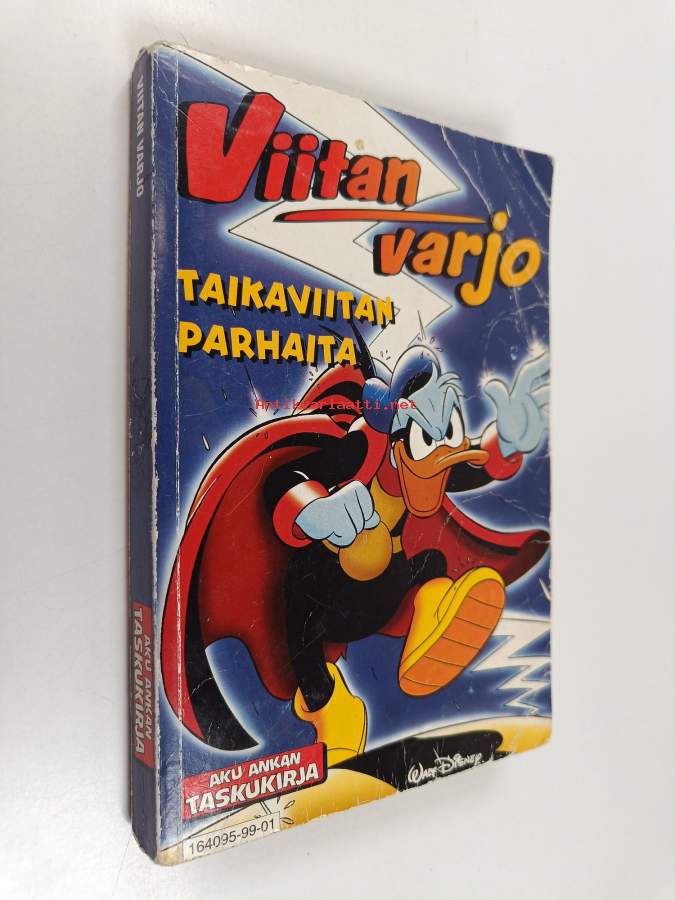 Viitan
varjo
TAIKAVIITAN
PARHAITA
Antikvariaatti.net
AKU ANKAN
TASKUKIRJA
WALT DISNEY
164095-99-01
VIITAN VARJO
AKU ANKAN
TASKUKIRJA